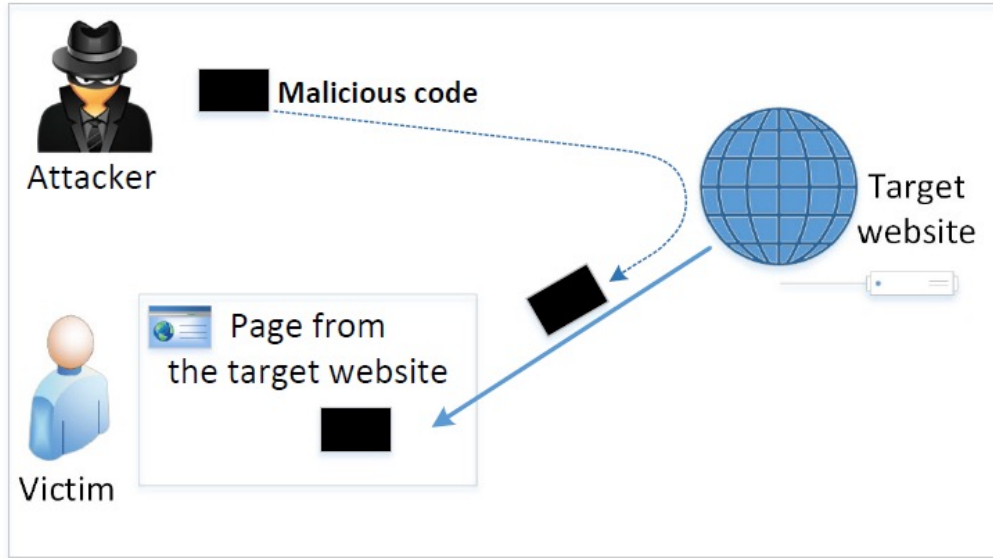 Malicious code
Attacker
Target
website
Page from
the target website
Victim